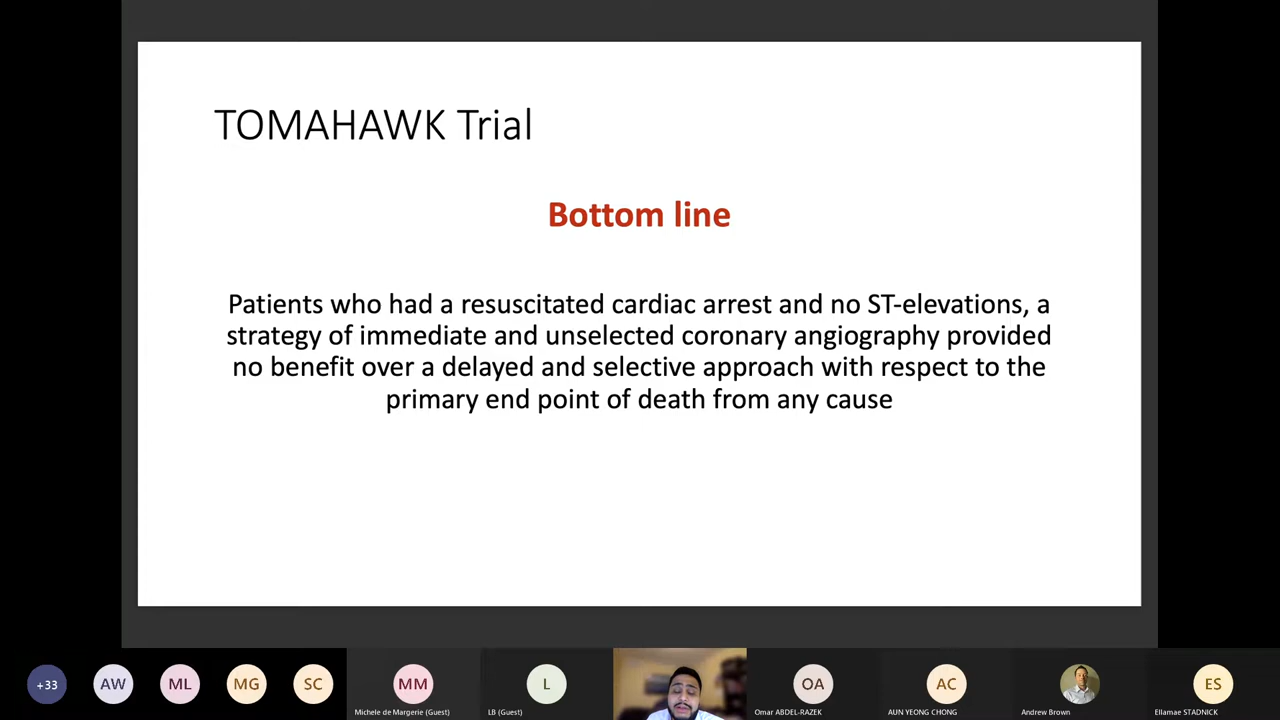 TOMAHAWK Trial
Bottom line
Patients who had a resuscitated cardiac arrest and no ST-elevations, a
strategy of immediate and unselected coronary angiography provided
no benefit over a delayed and selective approach with respect to the
primary end point of death from any cause
+33
AW
ML
MG
SC
MM
L
OA
AC
ES
Michele de Margerie (Guest)
LB (Guest)
Omar ABDEL-RAZEK
AUN YEONG CHONG
Andrew Brown
Ellamae STADNICK